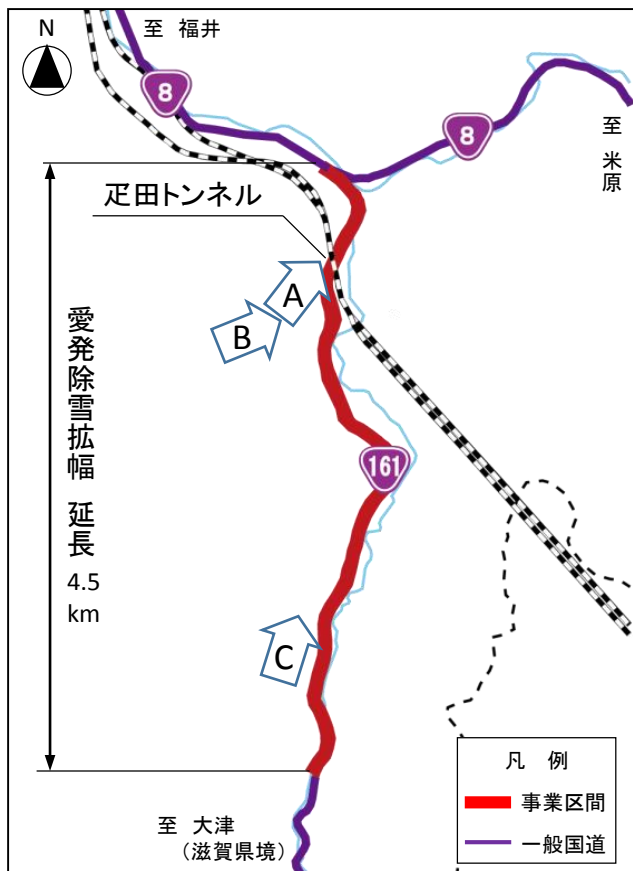 N
至 福井
8
8
至 米原
疋田トンネル
A
B
愛発除雪拡幅 延長 4.5
km
161
C
凡 例
事業区間
一般国道
至 大津
(滋賀県境)